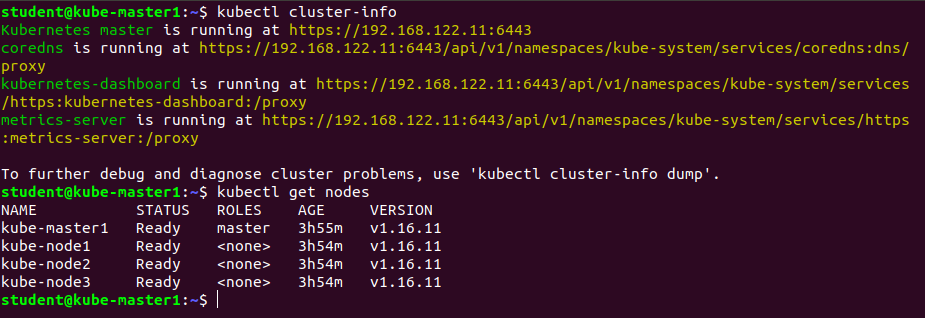 student@kube-master1:~$ kubectl cluster-info
Kubernetes master is running at https://192.168.122.11:6443
coredns is running at https://192.168.122.11:6443/api/v1/namespaces/kube-system/services/coredns:dns/
proxy
kubernetes-dashboard is running at https://192.168.122.11:6443/api/v1/namespaces/kube-system/services
/https:kubernetes-dashboard:/proxy
metrics-server is running at https://192.168.122.11:6443/api/v1/namespaces/kube-system/services/https
:metrics-server:/proxy

To further debug and diagnose cluster problems, use 'kubectl cluster-info dump'.
student@kube-master1:~$ kubectl get nodes
NAME           STATUS   ROLES    AGE     VERSION
kube-master1   Ready    master   3h55m   v1.16.11
kube-node1     Ready    <none>   3h54m   v1.16.11
kube-node2     Ready    <none>   3h54m   v1.16.11
kube-node3     Ready    <none>   3h54m   v1.16.11
student@kube-master1:~$